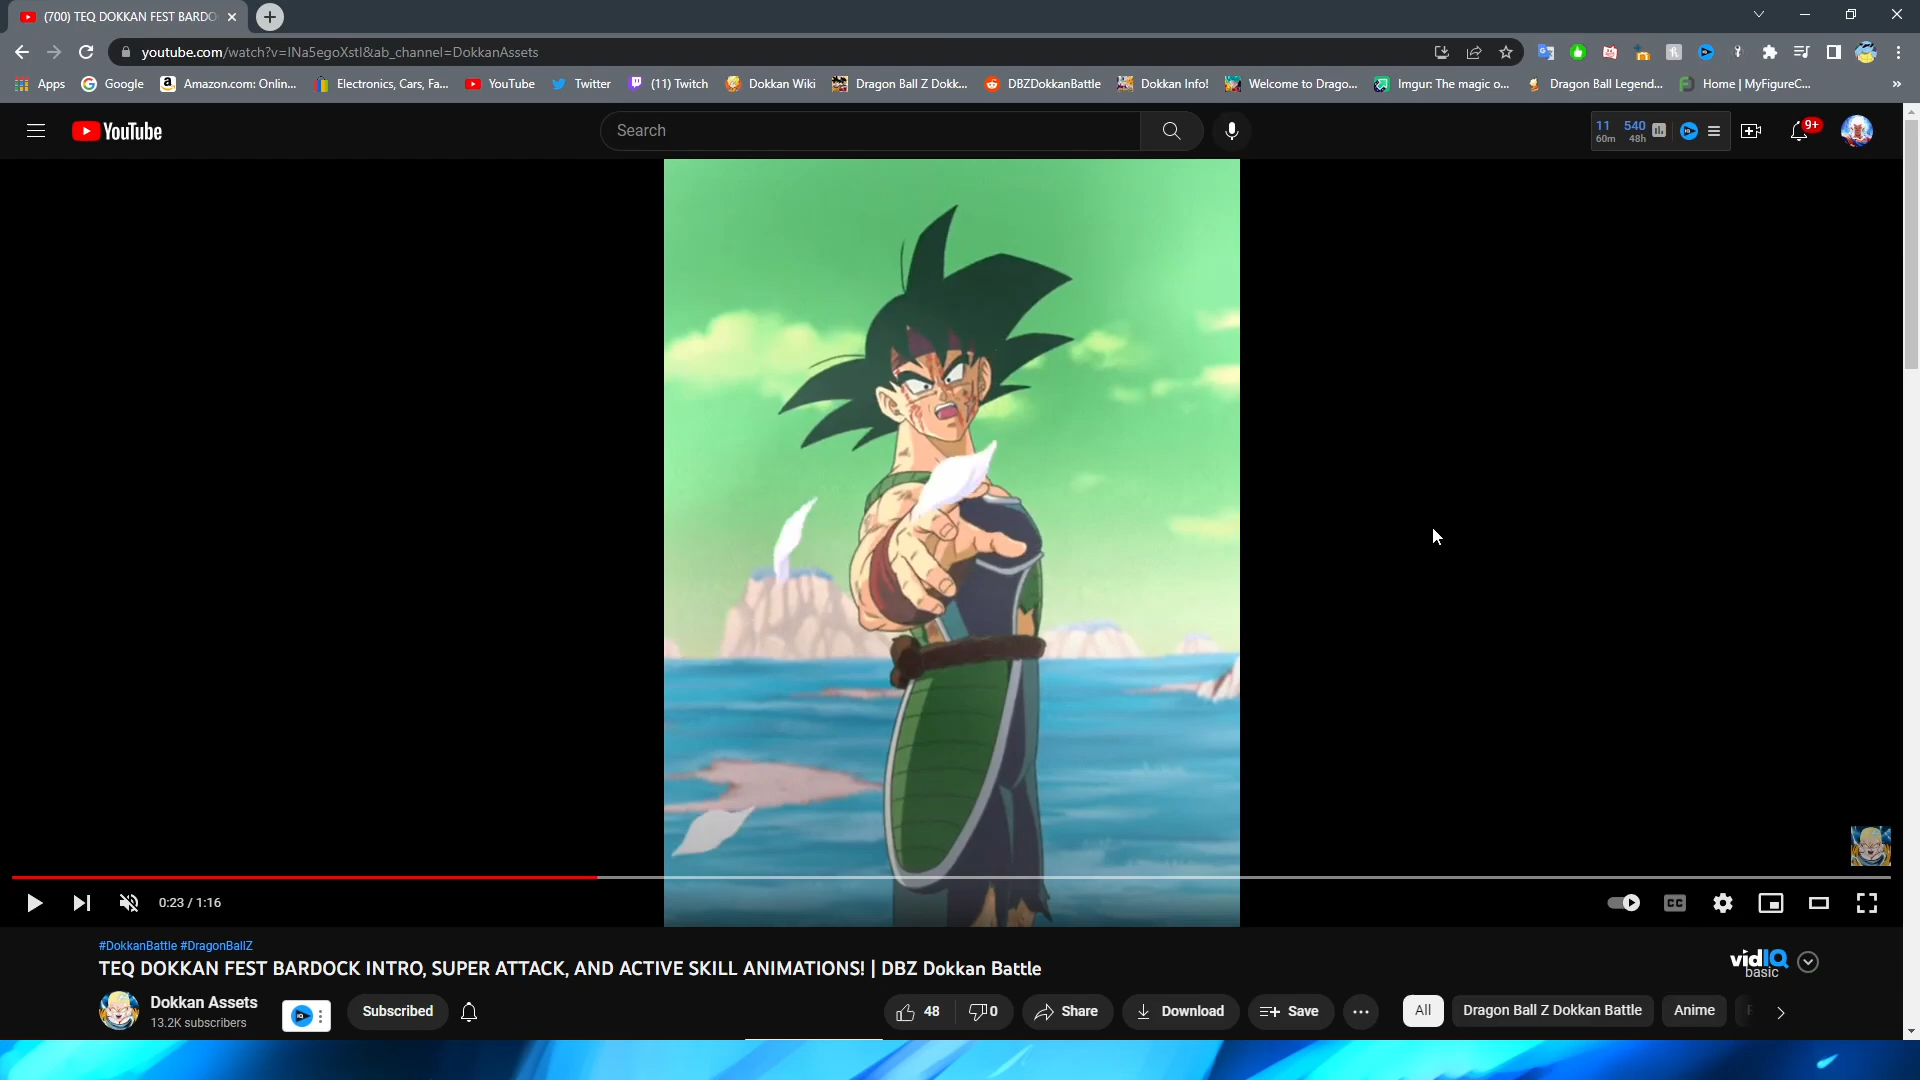 (700) TEQ DOKKAN FEST BARDO
youtube.com/watch?v=lNa5egoXstI&ab_channel=DokkanAssets
Apps Google Amazon.com: Onlin... Electronics, Cars, Fa... YouTube Twitter (11) Twitch Dokkan Wiki Dragon Ball Z Dokk... DBZDokkanBattle Dokkan Info! Welcome to Drago... Imgur: The magic o... Dragon Ball Legend... Home | MyFigureC... »
YouTube Search 11 60m 540 48h 9+
0:23 / 1:16 CC
#DokkanBattle #DragonBallZ
TEQ DOKKAN FEST BARDOCK INTRO, SUPER ATTACK, AND ACTIVE SKILL ANIMATIONS! | DBZ Dokkan Battle
vidIQ
basic
Dokkan Assets
13.2K subscribers
Subscribed 48 0 Share Download Save All Dragon Ball Z Dokkan Battle Anime